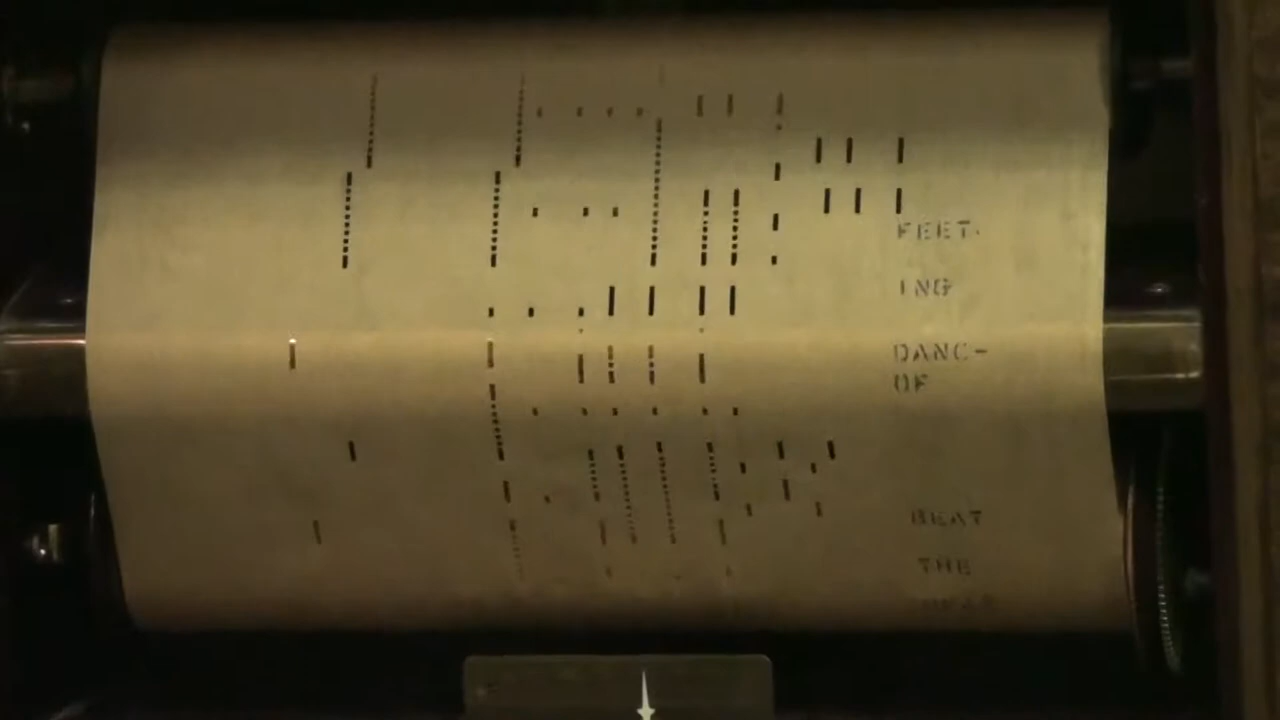 FEET.
ING
DANC-
OF
BEAT
THE